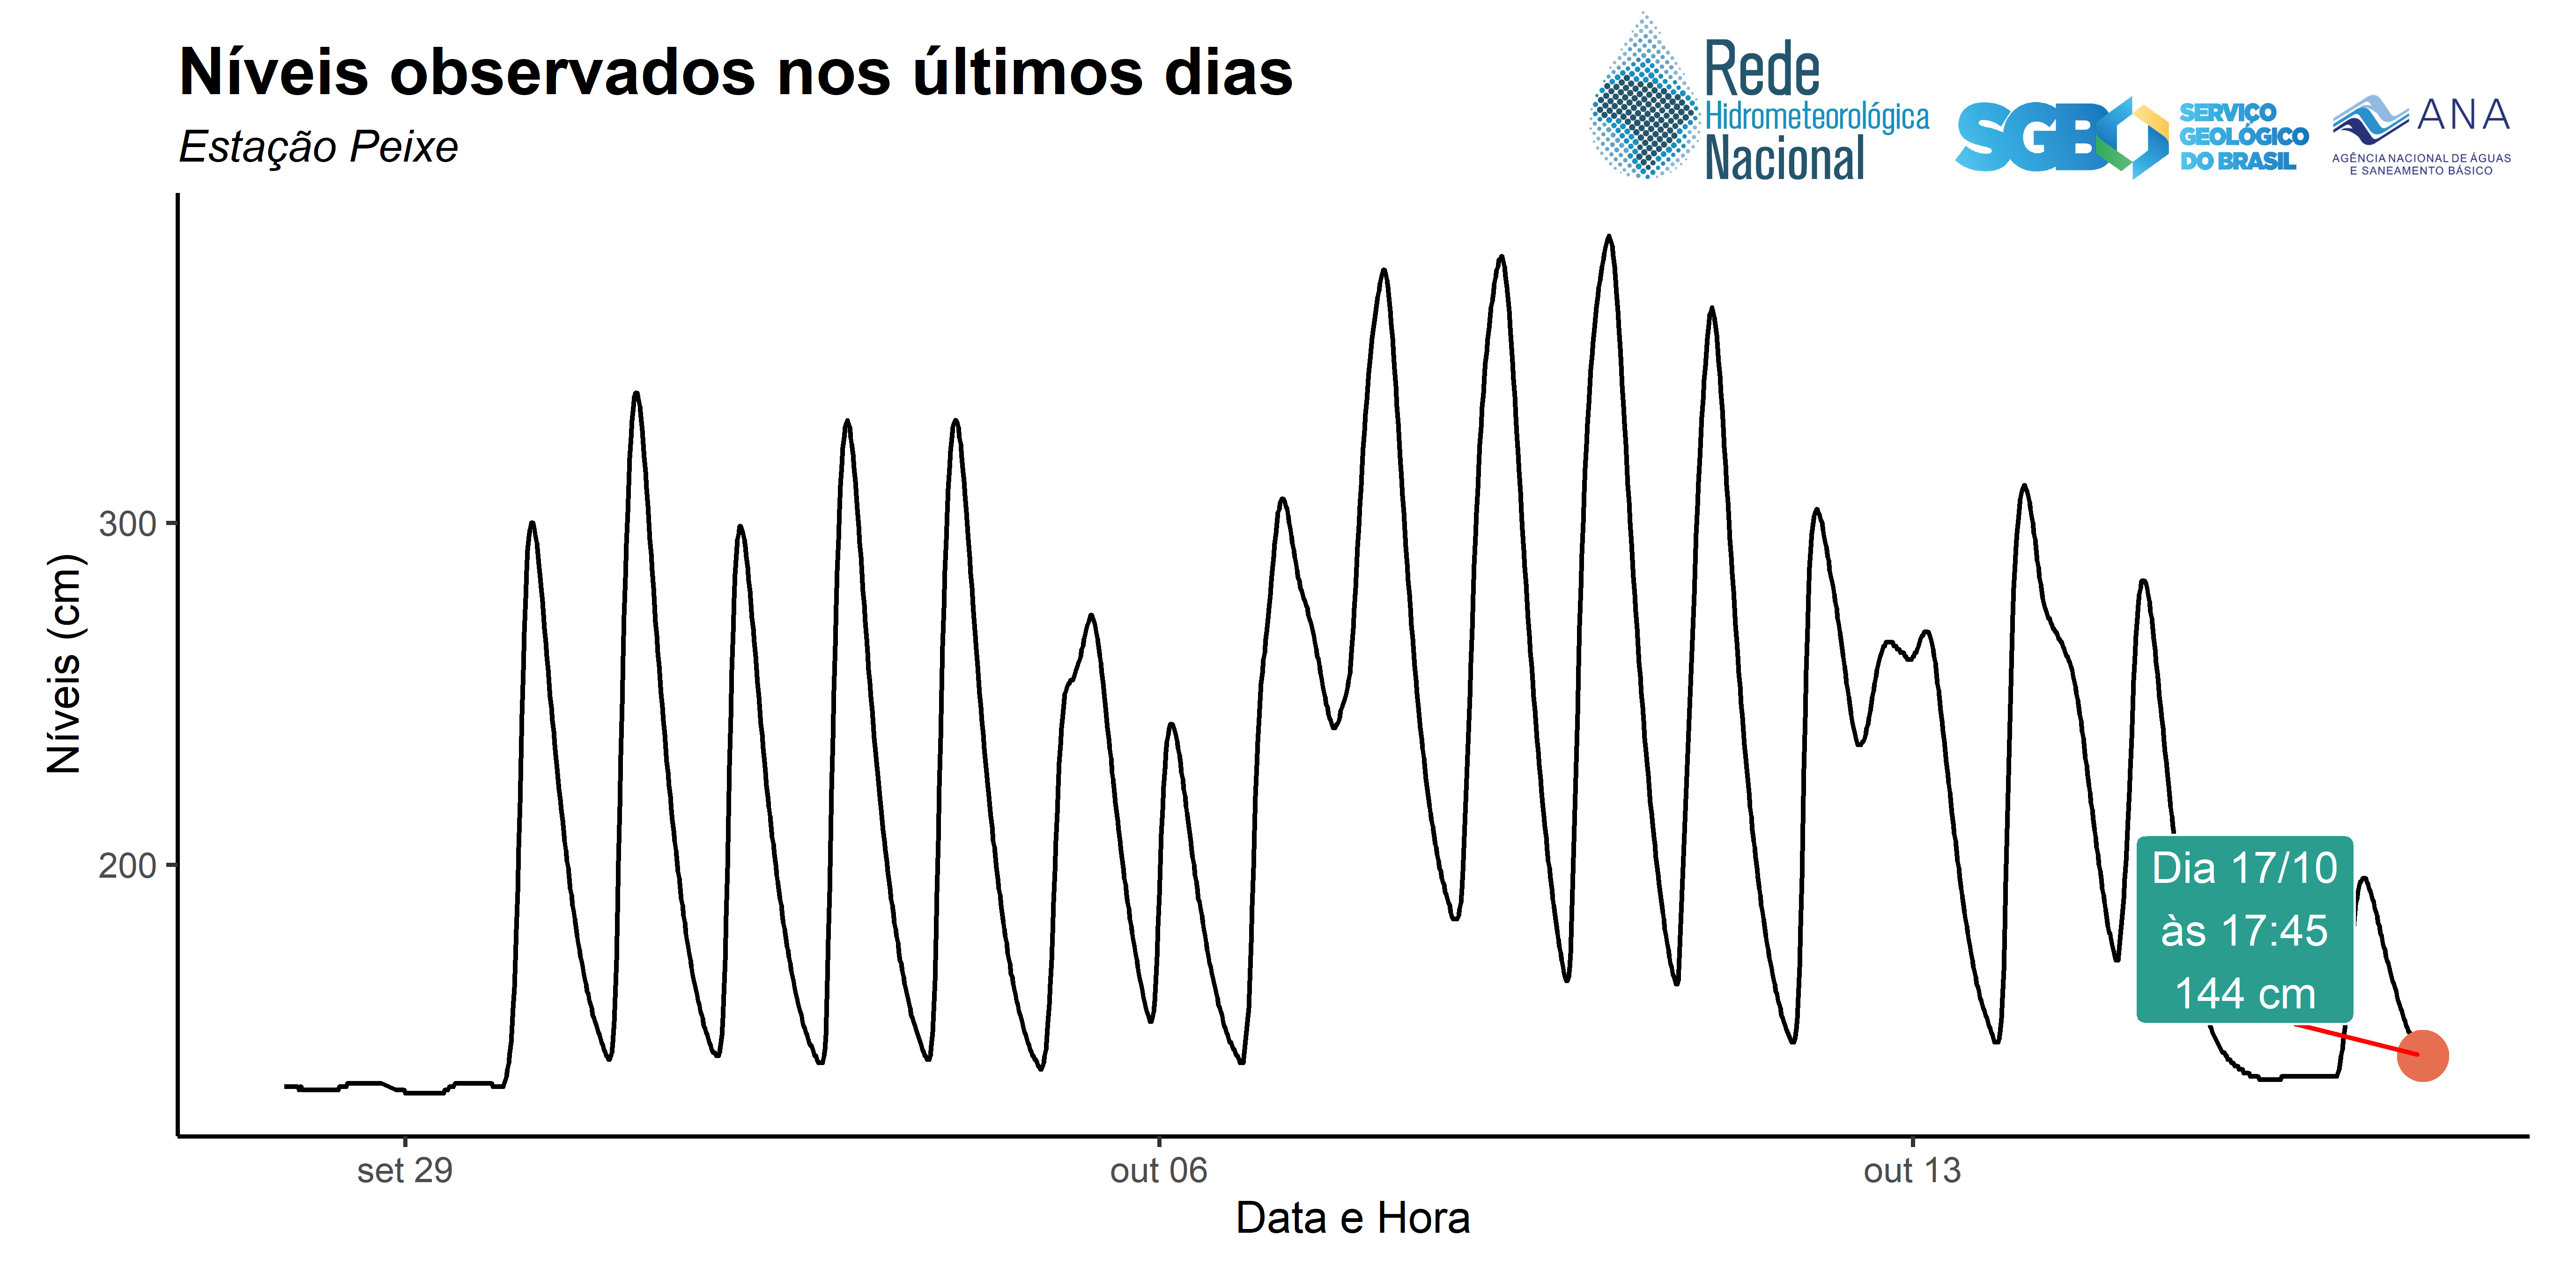 Níveis observados nos últimos dias
Estação Peixe
Rede
Hidrometeorológica
Nacional
SGB
SERVIÇO
GEOLÓGICO
DO BRASIL
ANA
AGÊNCIA NACIONAL DE ÁGUAS
E SANEAMENTO BÁSICO
Níveis (cm)
300
200
Dia 17/10
às 17:45
144 cm
set 29
out 06
out 13
Data e Hora